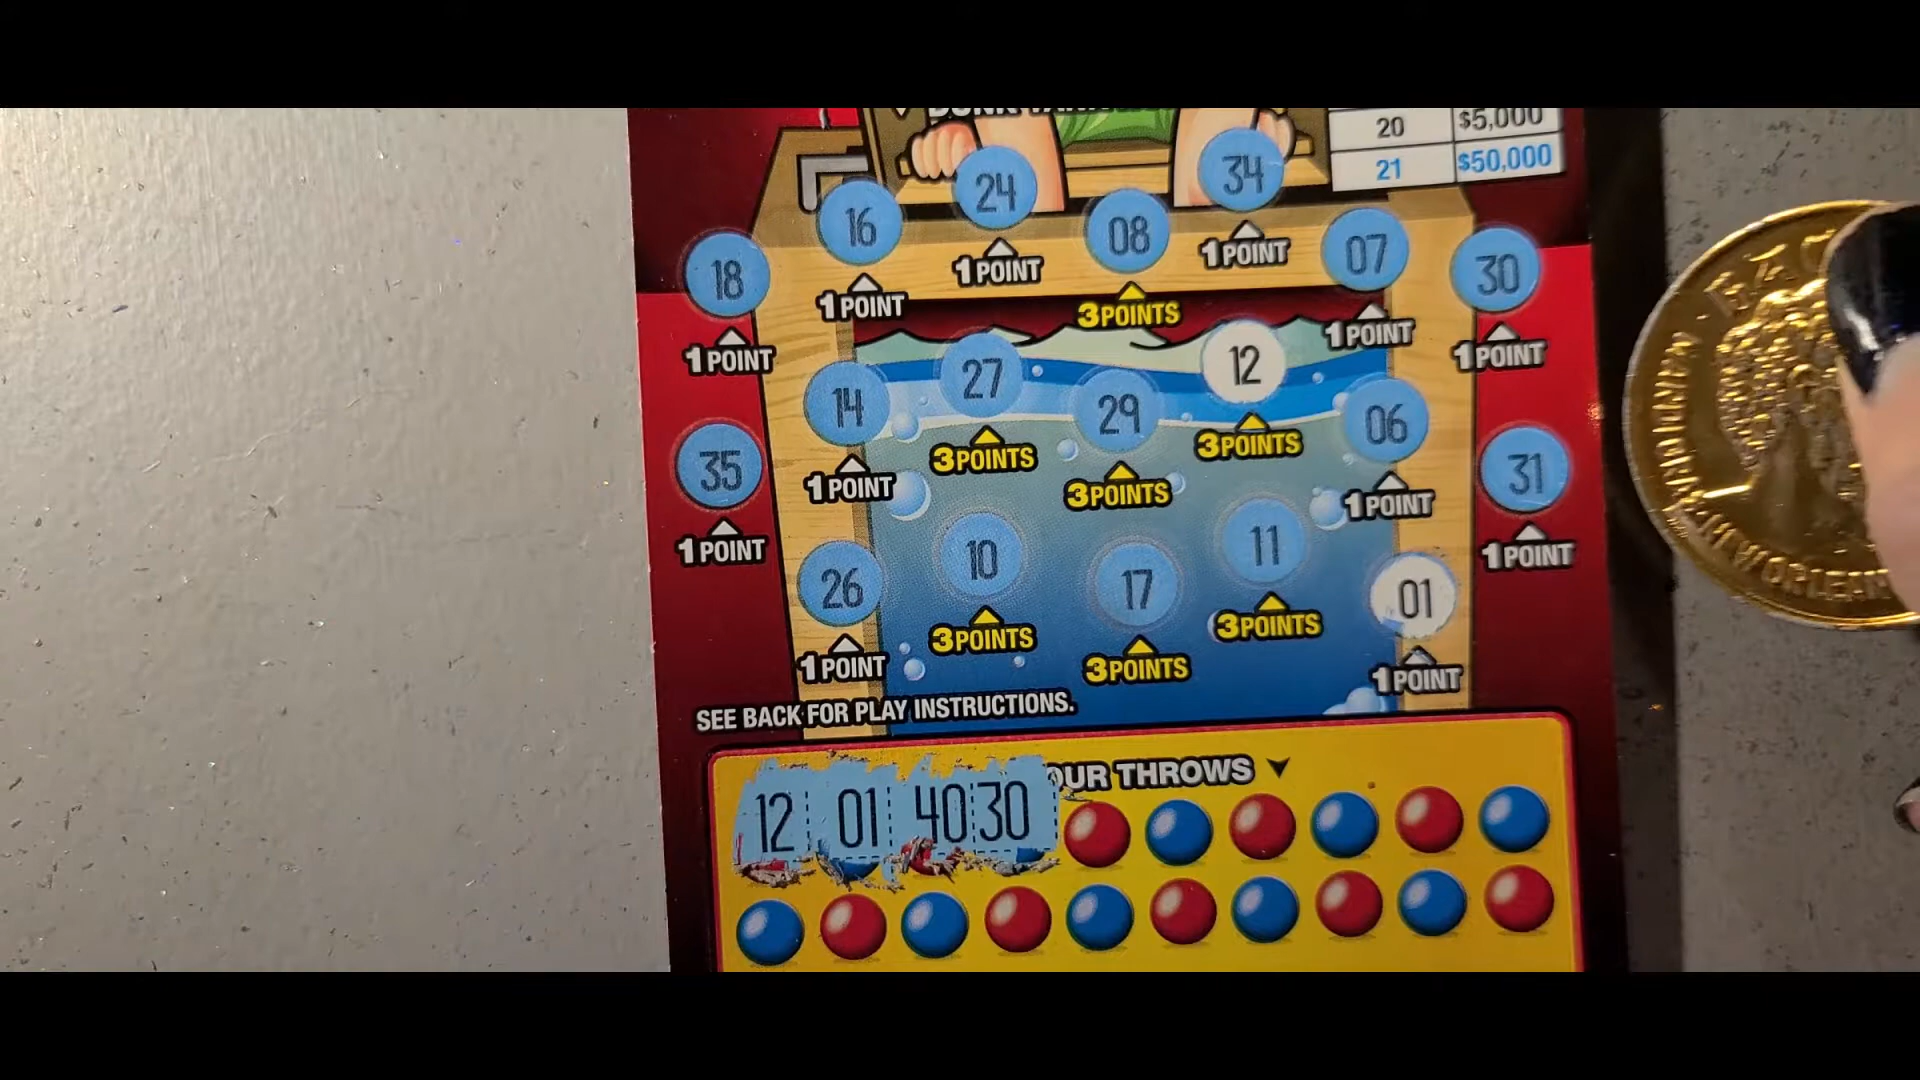 20 $5,000
21 $50,000
18 16 24 08 34 07 30
1 POINT 1 POINT 1 POINT 3 POINTS 1 POINT 1 POINT 1 POINT
35 14 27 29 12 06 31
1 POINT 1 POINT 3 POINTS 3 POINTS 3 POINTS 1 POINT 1 POINT
26 10 17 11 01
1 POINT 3 POINTS 3 POINTS 3 POINTS 1 POINT
SEE BACK FOR PLAY INSTRUCTIONS.
OUR THROWS
12 01 40 30